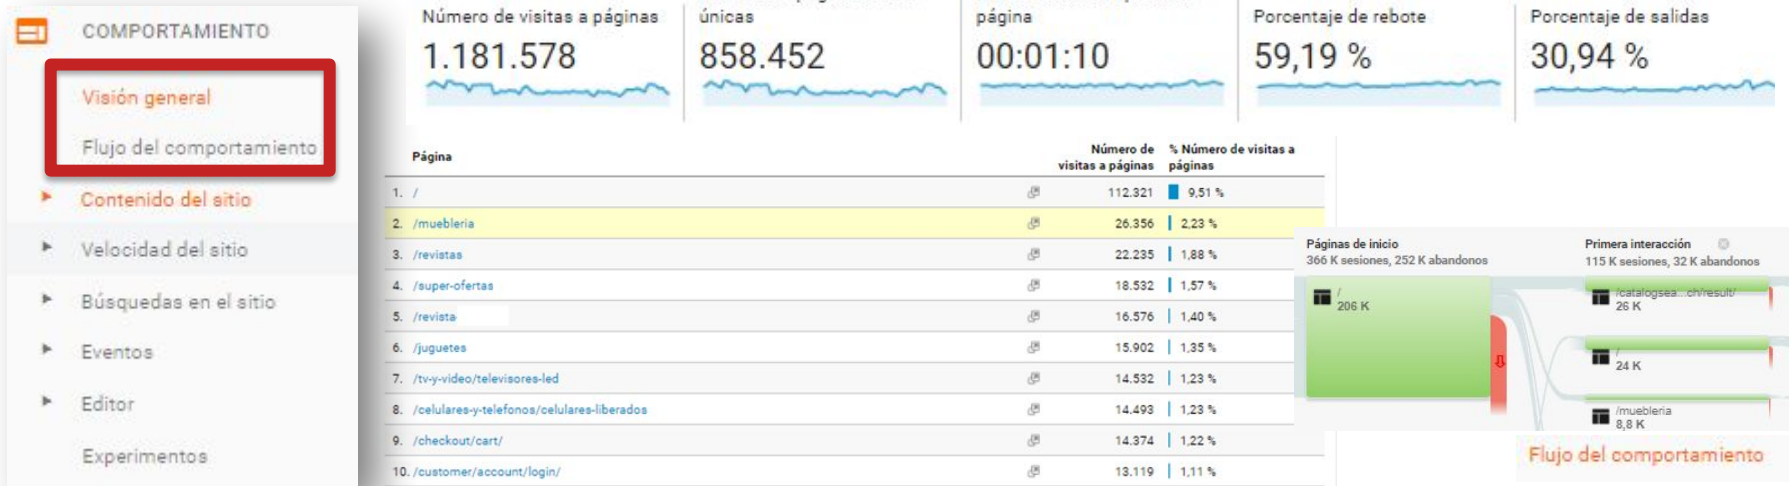 COMPORTAMIENTO
Visión general
Flujo del comportamiento
Contenido del sitio
Velocidad del sitio
Búsquedas en el sitio
Eventos
Editor
Experimentos
Número de visitas a páginas
1.181.578
únicas
858.452
página
00:01:10
Porcentaje de rebote
59,19 %
Porcentaje de salidas
30,94 %
Página
Número de visitas a páginas
% Número de visitas a páginas
1. / 112.321 9,51 %
2. /muebleria 26.356 2,23 %
3. /revistas 22.235 1,88 %
4. /super-ofertas 18.532 1,57 %
5. /revista 16.576 1,40 %
6. /juguetes 15.902 1,35 %
7. /tv-y-video/televisores-led 14.532 1,23 %
8. /celulares-y-telefonos/celulares-liberados 14.493 1,23 %
9. /checkout/cart/ 14.374 1,22 %
10. /customer/account/login/ 13.119 1,11 %
Páginas de inicio
366 K sesiones, 252 K abandonos
/
206 K
Primera interacción
115 K sesiones, 32 K abandonos
/catalogsea...ch/result/
26 K
/
24 K
/muebleria
8,8 K
Flujo del comportamiento